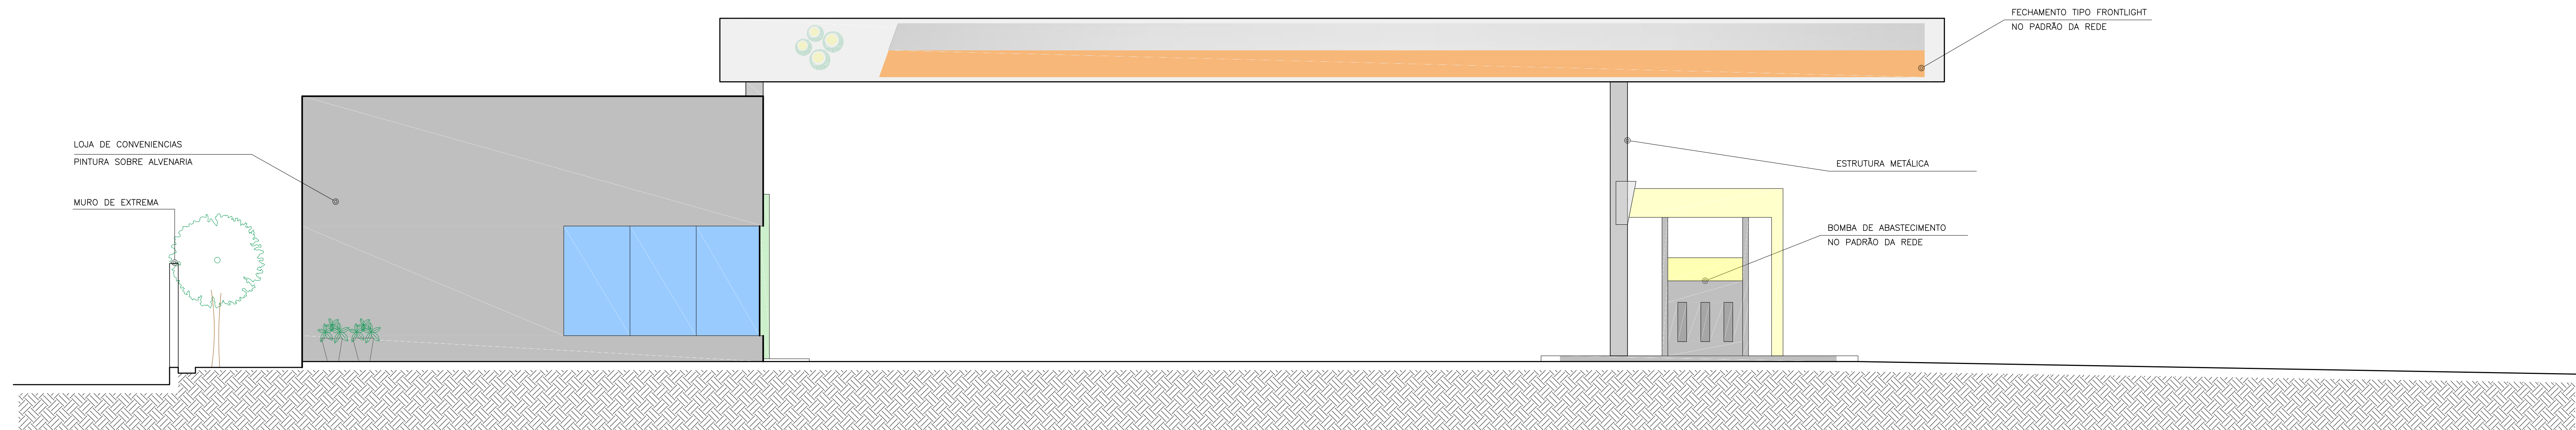 FECHAMENTO TIPO FRONTLIGHT
NO PADRÃO DA REDE
LOJA DE CONVENIENCIAS
PINTURA SOBRE ALVENARIA
MURO DE EXTREMA
ESTRUTURA METÁLICA
BOMBA DE ABASTECIMENTO
NO PADRÃO DA REDE